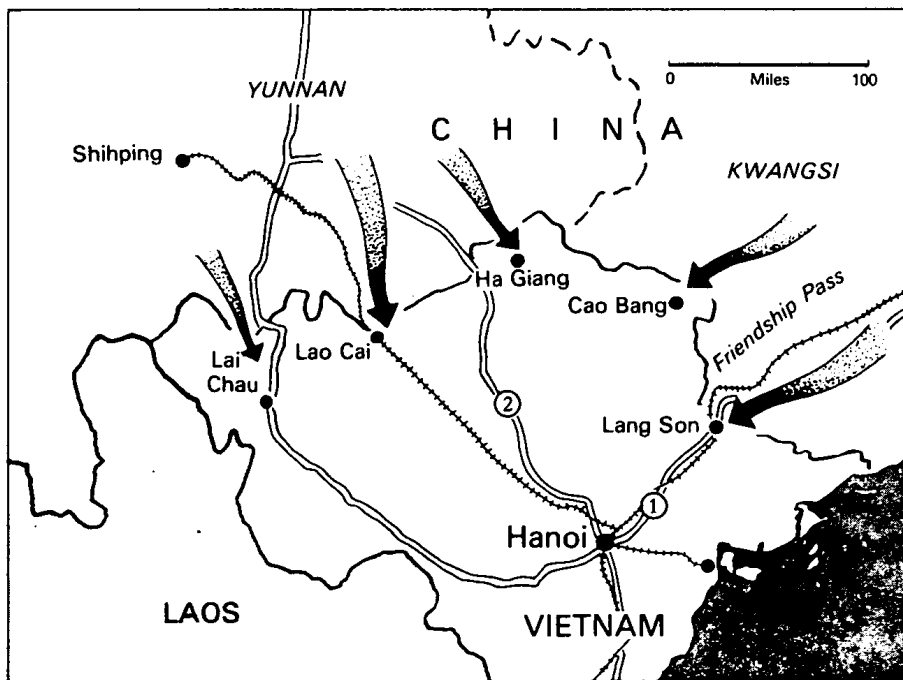 YUNNAN
0 Miles 100
C H I N A
Shihping
KWANGSI
Ha Giang
Cao Bang
Friendship Pass
Lai
Chau
Lao Cai
2
Lang Son
1
Hanoi
LAOS
VIETNAM